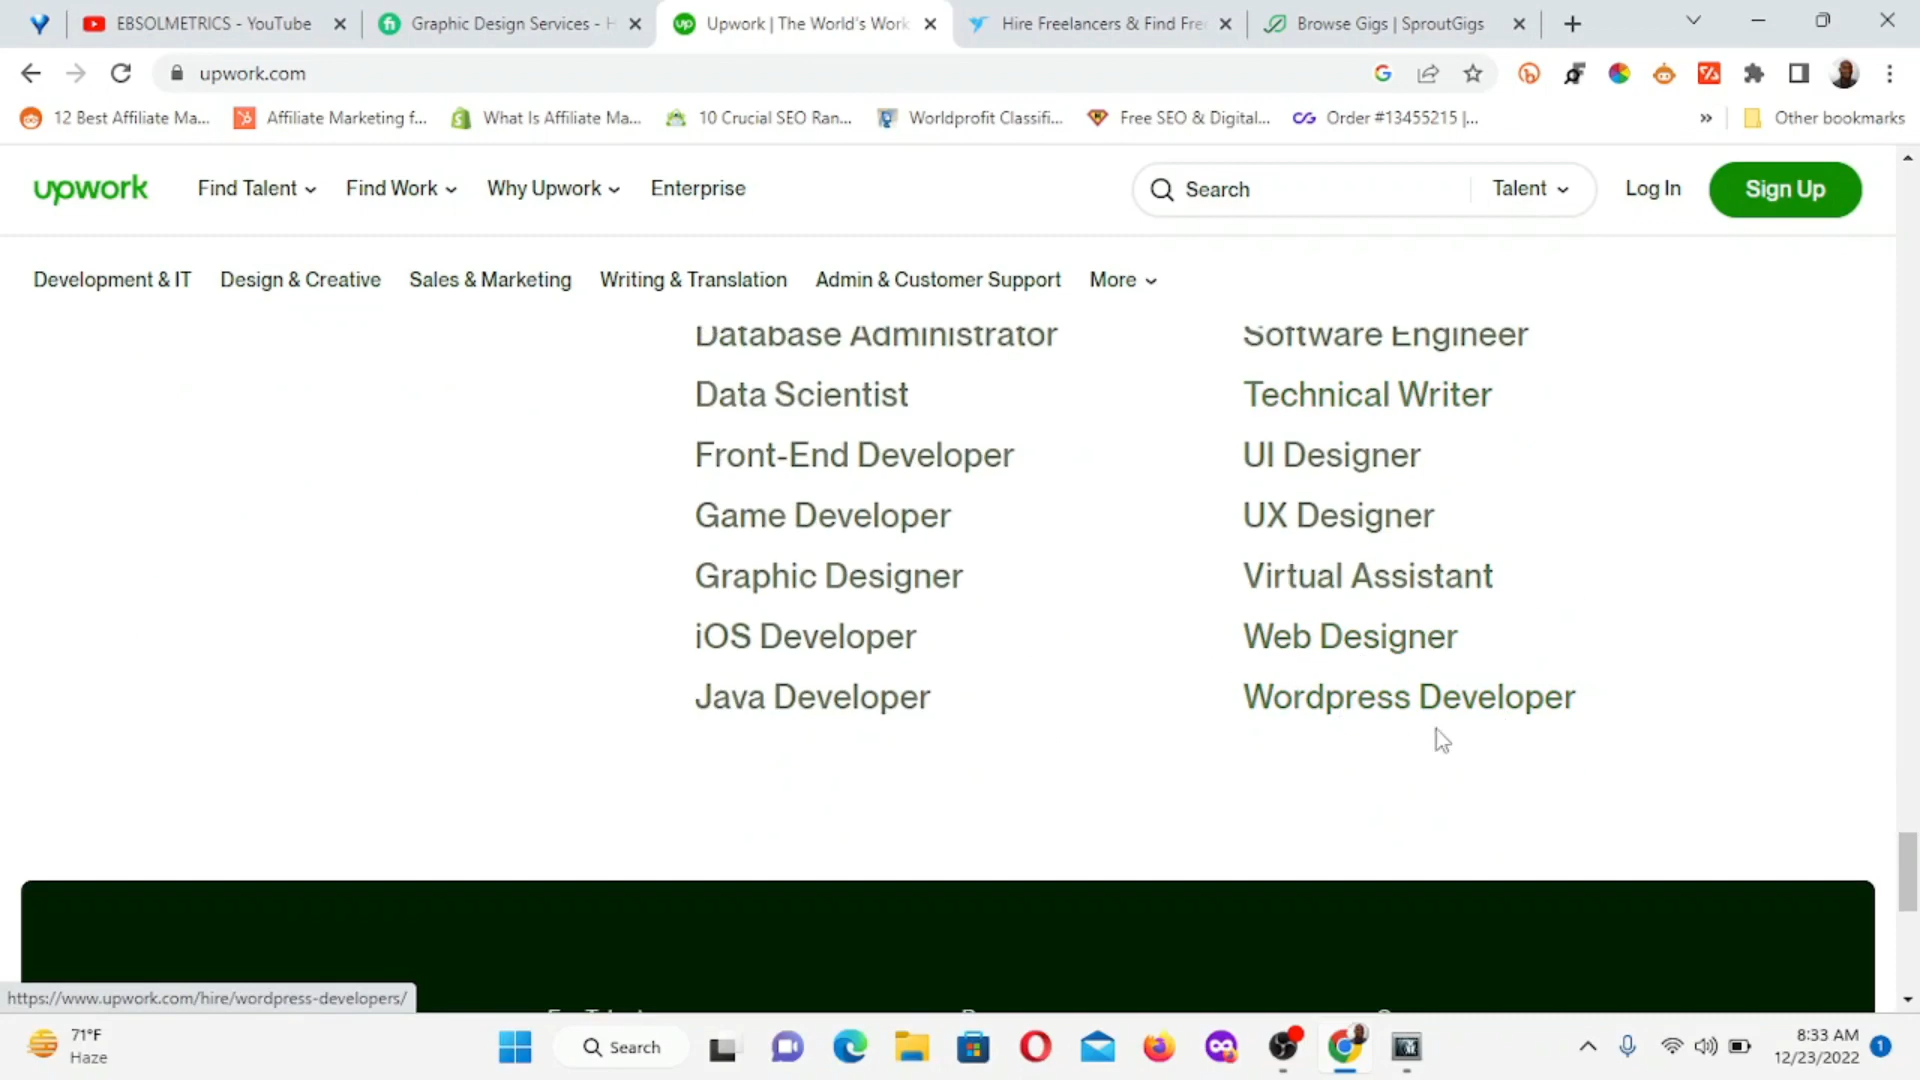 EBSOLMETRICS - YouTube
Graphic Design Services - H
up Upwork | The World's Work
Hire Freelancers & Find Free
Browse Gigs | SproutGigs
upwork.com
12 Best Affiliate Ma...
Affiliate Marketing f...
What Is Affiliate Ma...
10 Crucial SEO Ran...
Worldprofit Classifi...
Free SEO & Digital...
Order #13455215 |...
»
Other bookmarks
upwork
Find Talent
Find Work
Why Upwork
Enterprise
Search
Talent
Log In
Sign Up
Development & IT
Design & Creative
Sales & Marketing
Writing & Translation
Admin & Customer Support
More
Database Administrator
Software Engineer
Data Scientist
Technical Writer
Front-End Developer
UI Designer
Game Developer
UX Designer
Graphic Designer
Virtual Assistant
iOS Developer
Web Designer
Java Developer
Wordpress Developer
https://www.upwork.com/hire/wordpress-developers/
71°F
Haze
Search
8:33 AM
12/23/2022
1